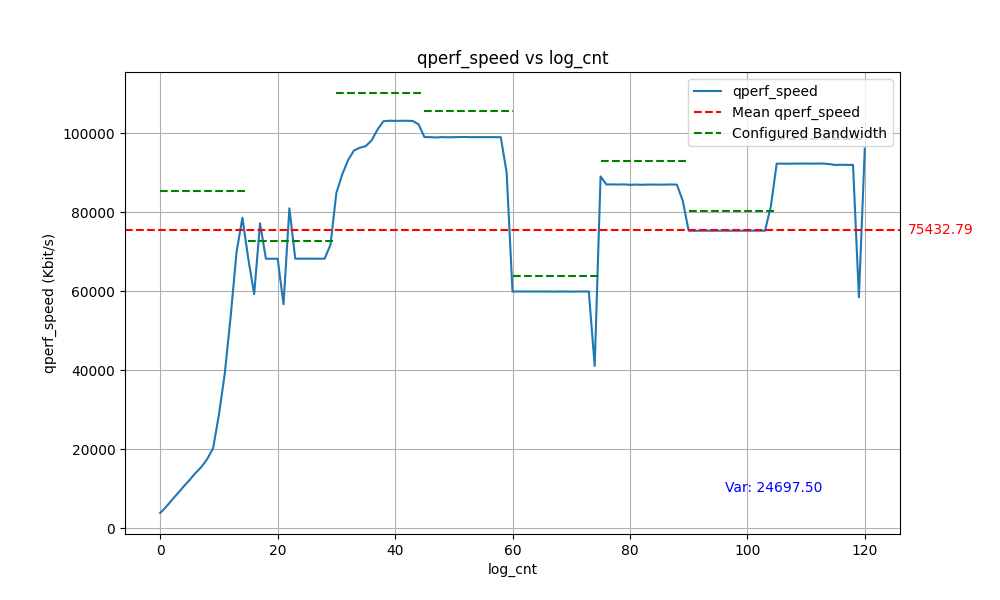 qperf_speed vs log_cnt
qperf_speed
Mean qperf_speed
Configured Bandwidth
qperf_speed (Kbit/s)
100000
80000
60000
40000
20000
0
75432.79
Var: 24697.50
0
20
40
60
80
100
120
log_cnt